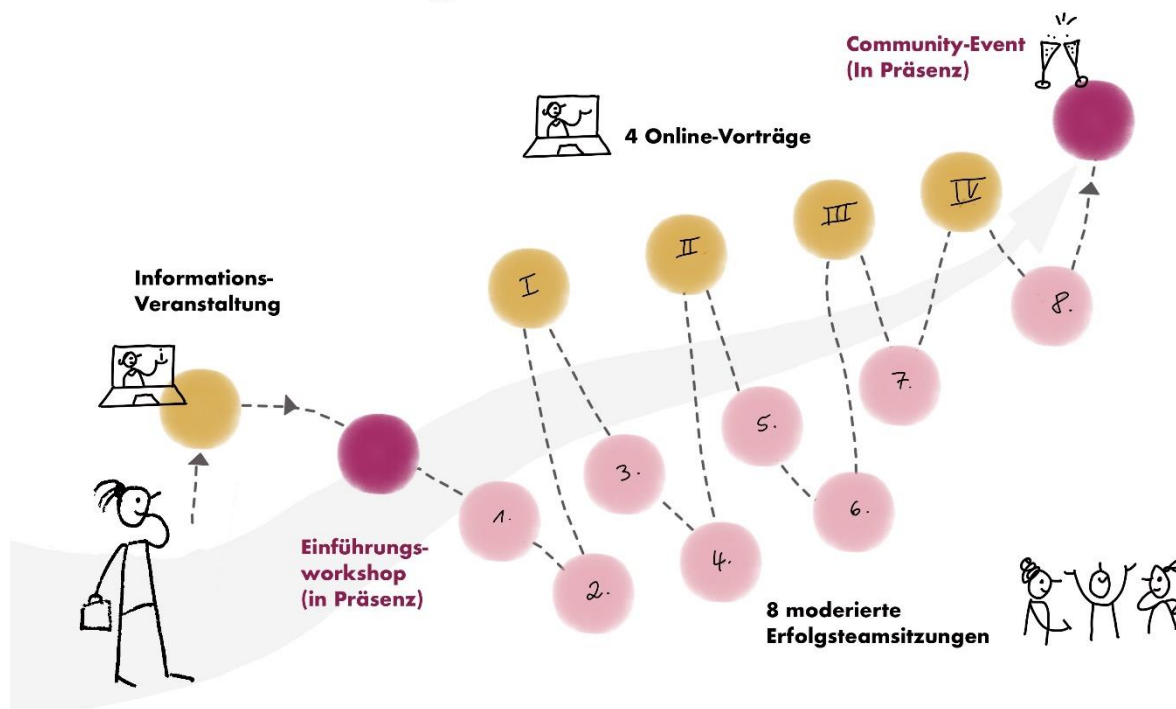 Community-Event
(In Präsenz)
4 Online-Vorträge
Informations-
Veranstaltung
I
II
III
IV
Einführungs-
workshop
(in Präsenz)
1.
2.
3.
4.
5.
6.
7.
8.
8 moderierte
Erfolgsteamsitzungen